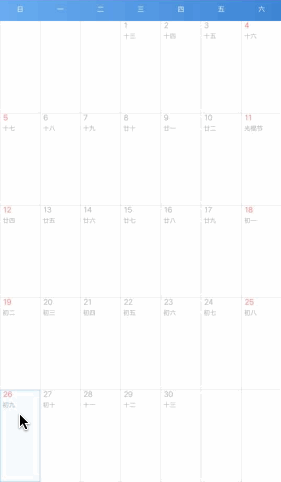 日 一 二 三 四 五 六
1 2 3 4
十三 十四 十五 十六
5 6 7 8 9 10 11
十七 十八 十九 廿十 廿一 廿二 光棍节
12 13 14 15 16 17 18
廿四 廿五 廿六 廿七 廿八 廿九 初一
19 20 21 22 23 24 25
初二 初三 初四 初五 初六 初七 初八
26 27 28 29 30
初九 初十 十一 十二 十三